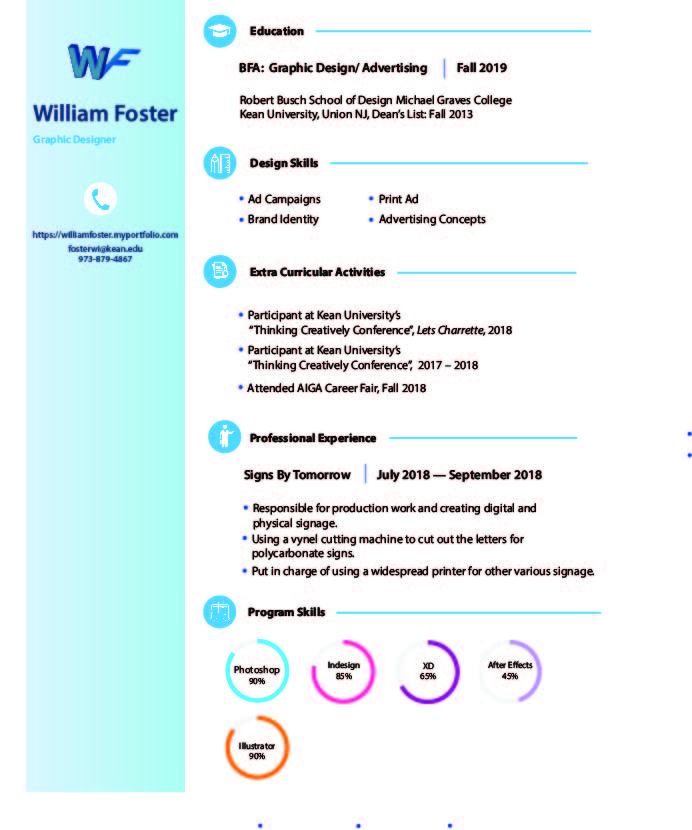 WF
William Foster
Graphic Designer
https://williamfoster.myportfolio.com
fosterwi@kean.edu
973-879-4867
Education
BFA: Graphic Design/ Advertising | Fall 2019
Robert Busch School of Design Michael Graves College
Kean University, Union NJ, Dean's List: Fall 2013
Design Skills
• Ad Campaigns • Print Ad
• Brand Identity • Advertising Concepts
Extra Curricular Activities
• Participant at Kean University's
"Thinking Creatively Conference", Lets Charrette, 2018
• Participant at Kean University's
"Thinking Creatively Conference", 2017 – 2018
• Attended AIGA Career Fair, Fall 2018
Professional Experience
Signs By Tomorrow | July 2018 — September 2018
• Responsible for production work and creating digital and
physical signage.
• Using a vynel cutting machine to cut out the letters for
polycarbonate signs.
• Put in charge of using a widespread printer for other various signage.
Program Skills
Photoshop
90%
Indesign
85%
XD
65%
After Effects
45%
Illustrator
90%